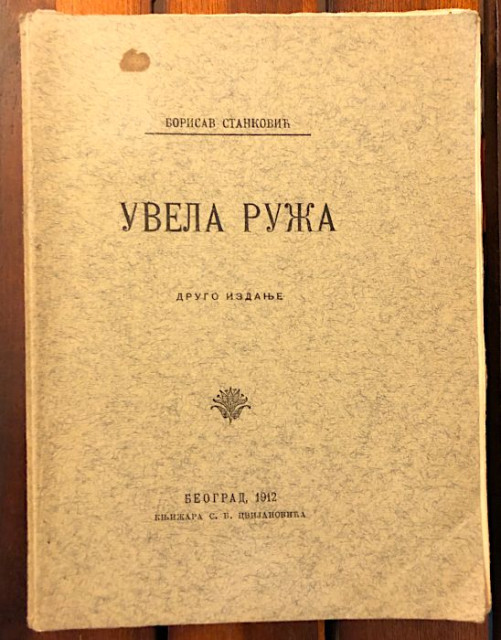 БОРИСАВ СТАНКОВИЋ
УВЕЛА РУЖА
ДРУГО ИЗДАЊЕ
БЕОГРАД, 1912
КЊИЖАРА С. Б. ЦВИЈАНОВИЋА